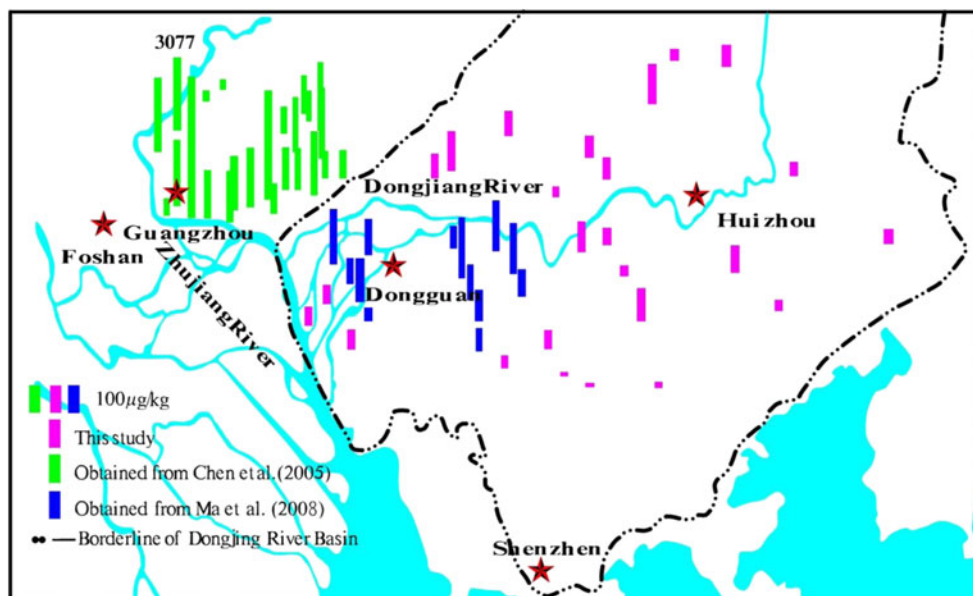 3077
DongjiangRiver
Huizhou
Guangzhou
Foshan
ZhujiangRiver
Dongguan
100µg/kg
This study
Obtained from Chen et al. (2005)
Obtained from Ma et al. (2008)
Borderline of Dongjing River Basin
Shenzhen